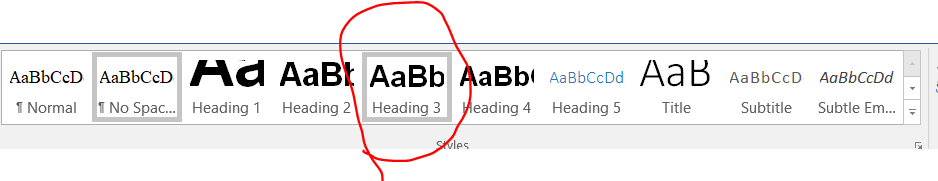 AaBbCcD AaBbCcD Aa AaBb AaBb AaBb AaBbCcDd AaB AaBbCcD AaBbCcDd
¶ Normal ¶ No Spac... Heading 1 Heading 2 Heading 3 Heading 4 Heading 5 Title Subtitle Subtle Em...
Styles